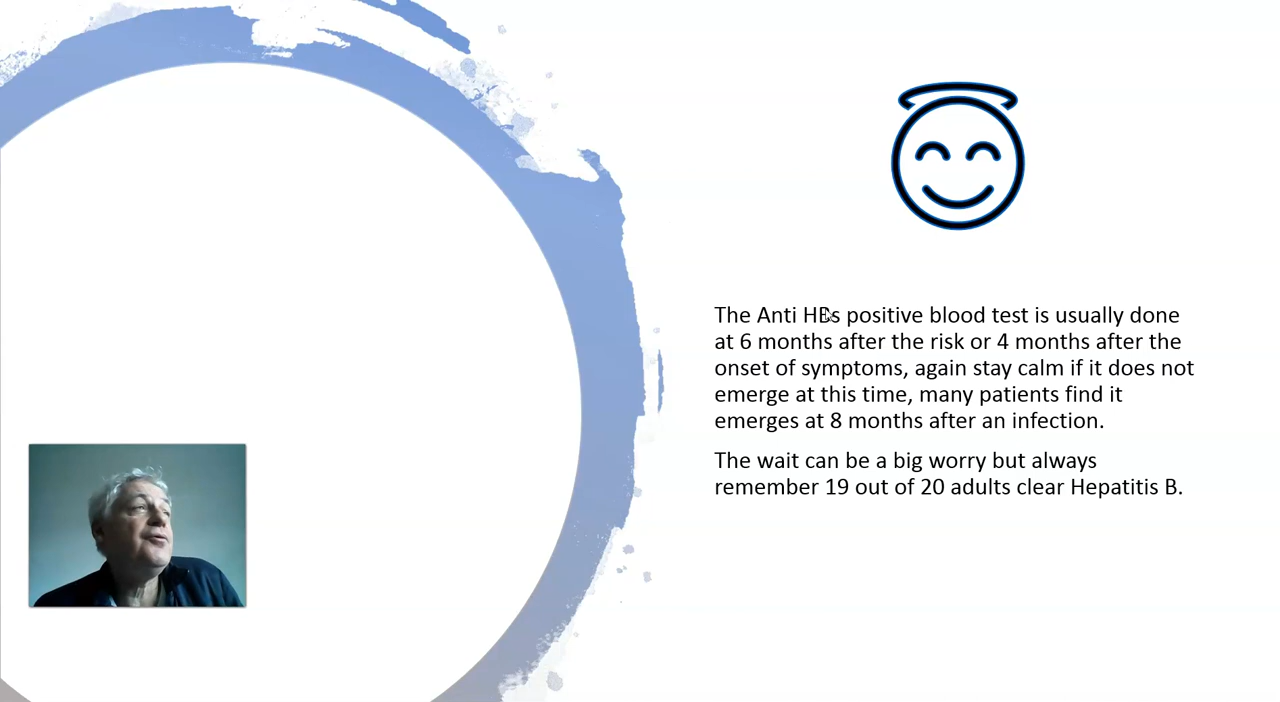 The Anti HBs positive blood test is usually done
at 6 months after the risk or 4 months after the
onset of symptoms, again stay calm if it does not
emerge at this time, many patients find it
emerges at 8 months after an infection.
The wait can be a big worry but always
remember 19 out of 20 adults clear Hepatitis B.